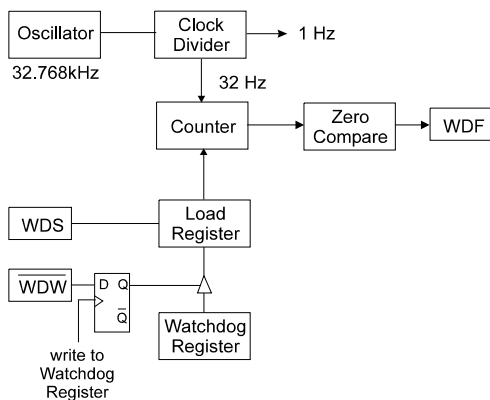 Oscillator
32.768kHz
Clock
Divider
1 Hz
32 Hz
Counter
Zero
Compare
WDF
WDS
Load
Register
WDW
D Q
Q
Watchdog
Register
write to
Watchdog
Register